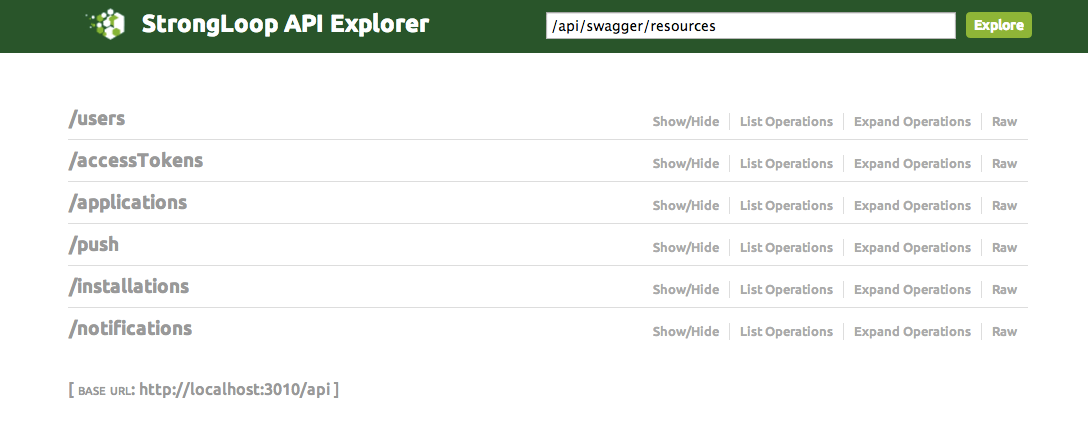 StrongLoop API Explorer /api/swagger/resources Explore
/users Show/Hide List Operations Expand Operations Raw
/accessTokens Show/Hide List Operations Expand Operations Raw
/applications Show/Hide List Operations Expand Operations Raw
/push Show/Hide List Operations Expand Operations Raw
/installations Show/Hide List Operations Expand Operations Raw
/notifications Show/Hide List Operations Expand Operations Raw
[ BASE URL: http://localhost:3010/api ]